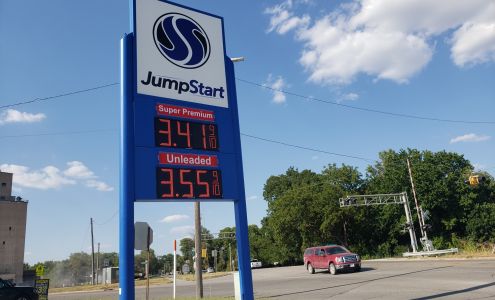 JumpStart
Super Premium
3.41 9/10
Unleaded
3.55 9/10